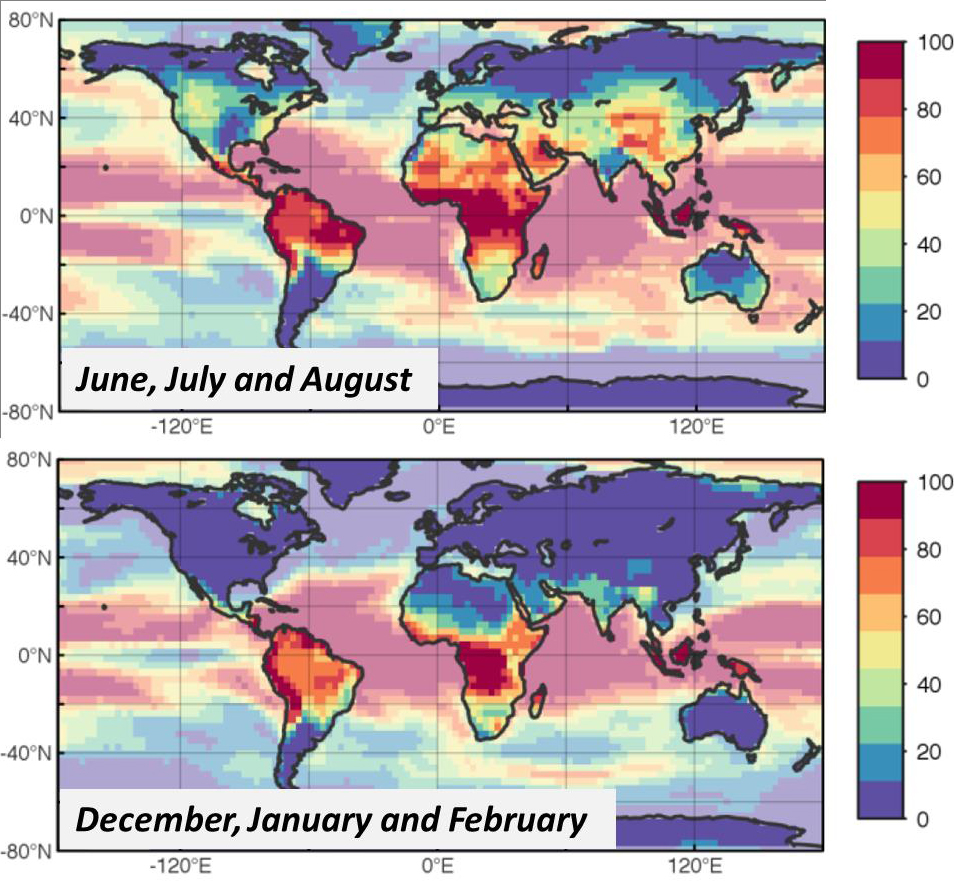 80°N
40°N
0°N
-40°N
-80°N
June, July and August
-120°E
0°E
120°E
100
80
60
40
20
0
80°N
40°N
0°N
-40°N
-80°N
December, January and February
-120°E
0°E
120°E
100
80
60
40
20
0